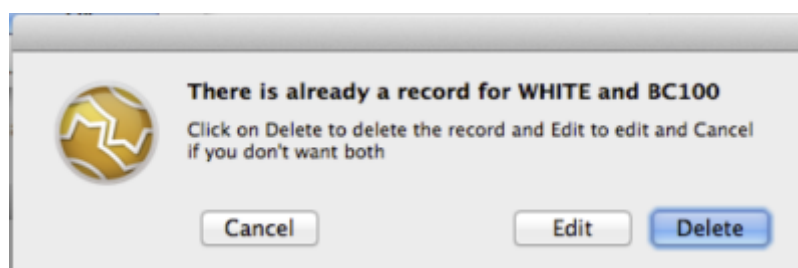 There is already a record for WHITE and BC100
Click on Delete to delete the record and Edit to edit and Cancel
if you don't want both
Cancel
Edit
Delete